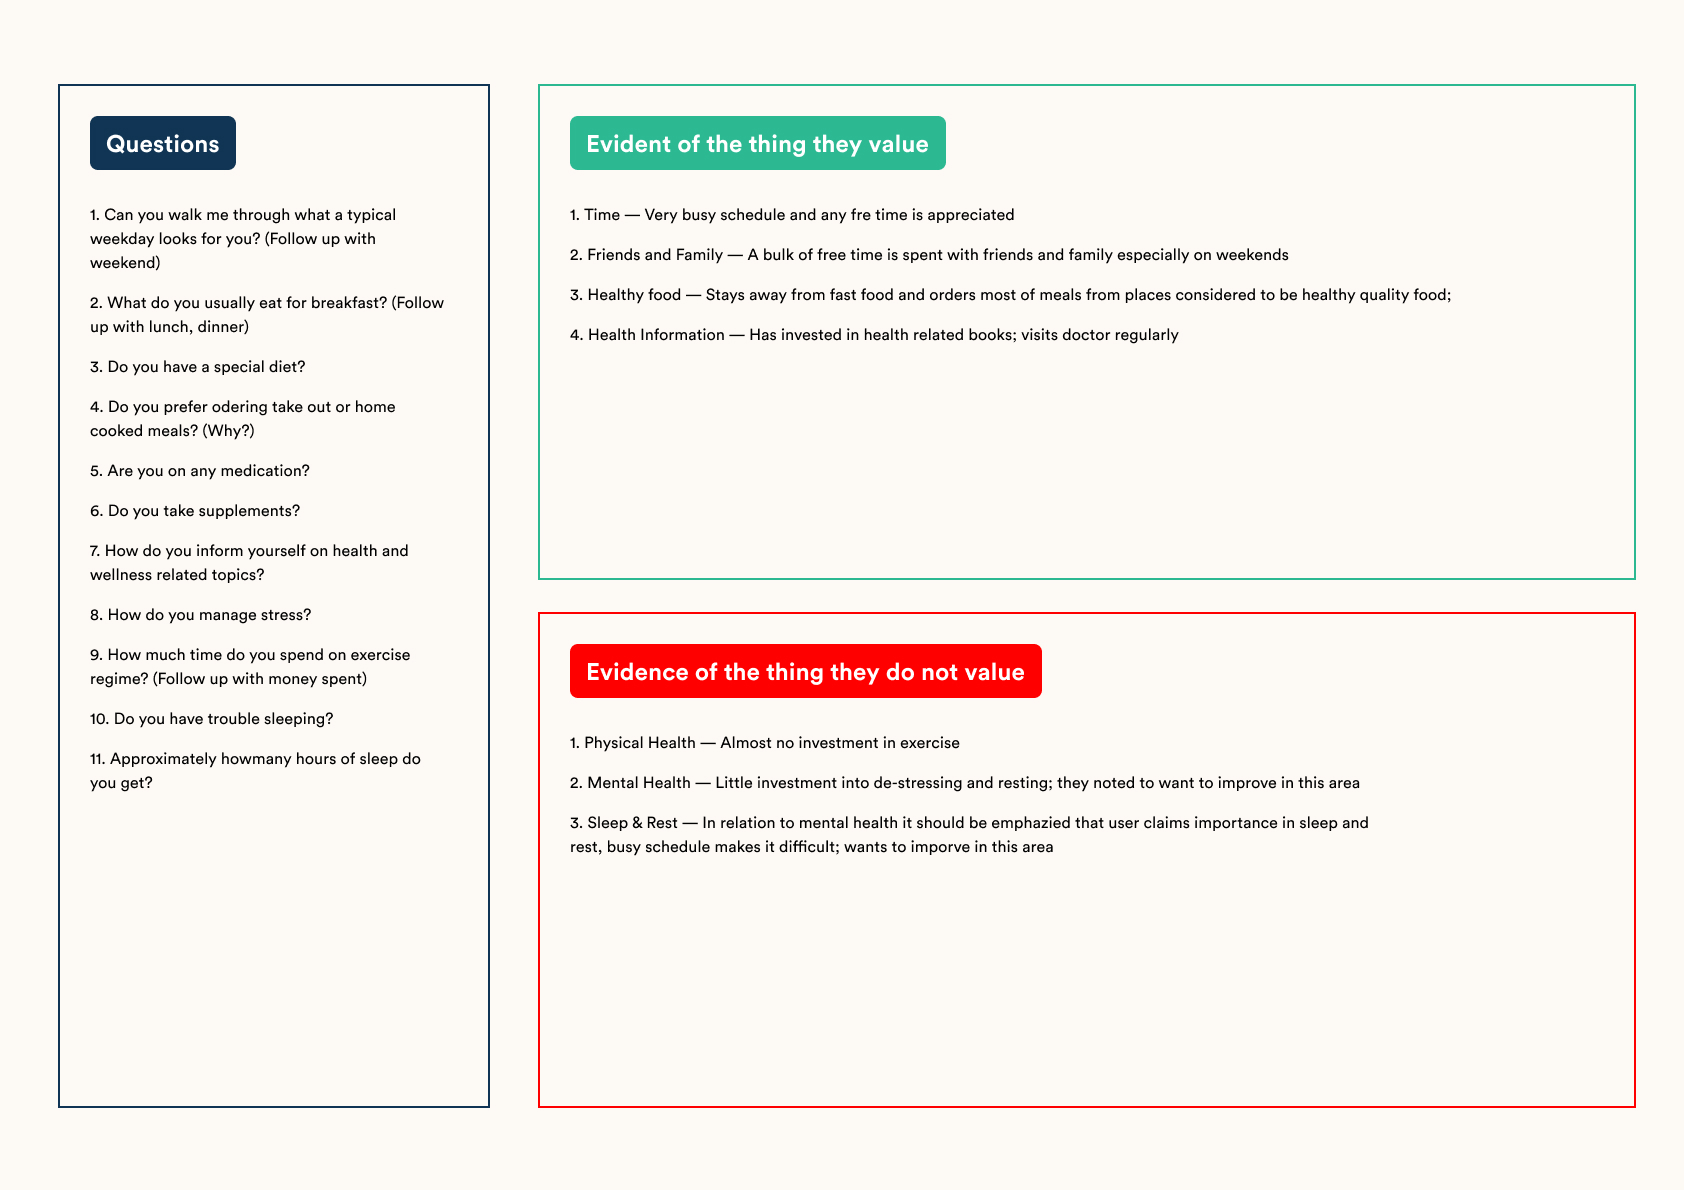 Questions
1. Can you walk me through what a typical
weekday looks for you? (Follow up with
weekend)
2. What do you usually eat for breakfast? (Follow
up with lunch, dinner)
3. Do you have a special diet?
4. Do you prefer odering take out or home
cooked meals? (Why?)
5. Are you on any medication?
6. Do you take supplements?
7. How do you inform yourself on health and
wellness related topics?
8. How do you manage stress?
9. How much time do you spend on exercise
regime? (Follow up with money spent)
10. Do you have trouble sleeping?
11. Approximately howmany hours of sleep do
you get?
Evident of the thing they value
1. Time — Very busy schedule and any fre time is appreciated
2. Friends and Family — A bulk of free time is spent with friends and family especially on weekends
3. Healthy food — Stays away from fast food and orders most of meals from places considered to be healthy quality food;
4. Health Information — Has invested in health related books; visits doctor regularly
Evidence of the thing they do not value
1. Physical Health — Almost no investment in exercise
2. Mental Health — Little investment into de-stressing and resting; they noted to want to improve in this area
3. Sleep & Rest — In relation to mental health it should be emphazied that user claims importance in sleep and
rest, busy schedule makes it difficult; wants to imporve in this area